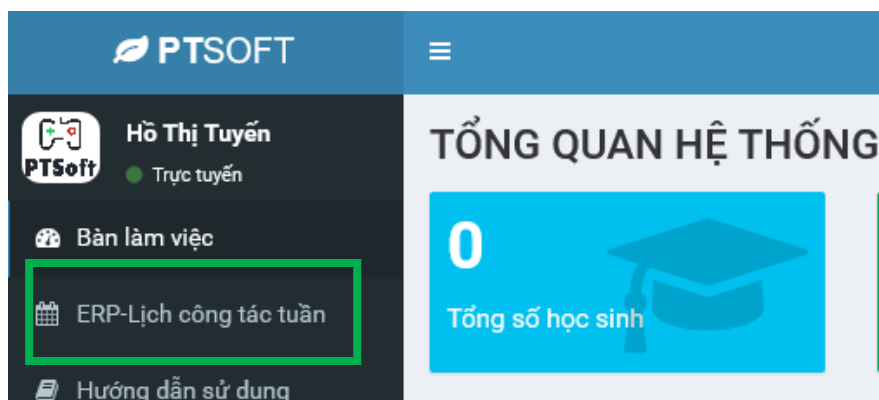 PTSOFT
PTSoft
Hồ Thị Tuyến
Trực tuyến
Bàn làm việc
ERP-Lịch công tác tuần
Hướng dẫn sử dụng
TỔNG QUAN HỆ THỐNG
0
Tổng số học sinh